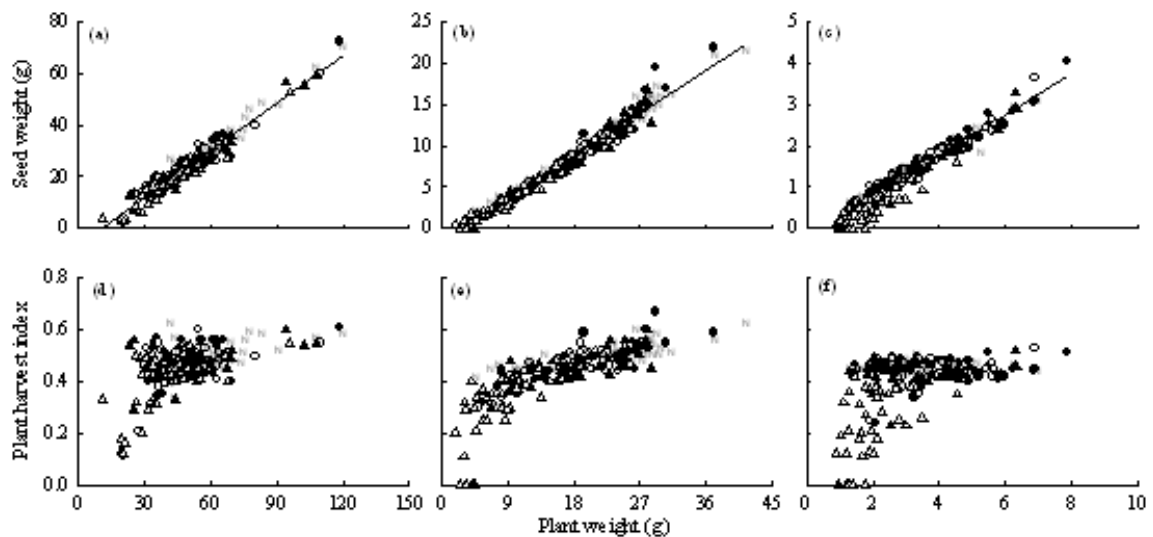 80 (a) 25 (b) 5 (c)
60 20 4
40 15 3
10 2
20 5 1
0 0 0
Seed weight (g)
0.8 (d) (e) (f)
0.6
0.4
0.2
0.0
Plant harvest index
0 30 60 90 120 150 0 9 18 27 36 45 0 2 4 6 8 10
Plant weight (g)
N